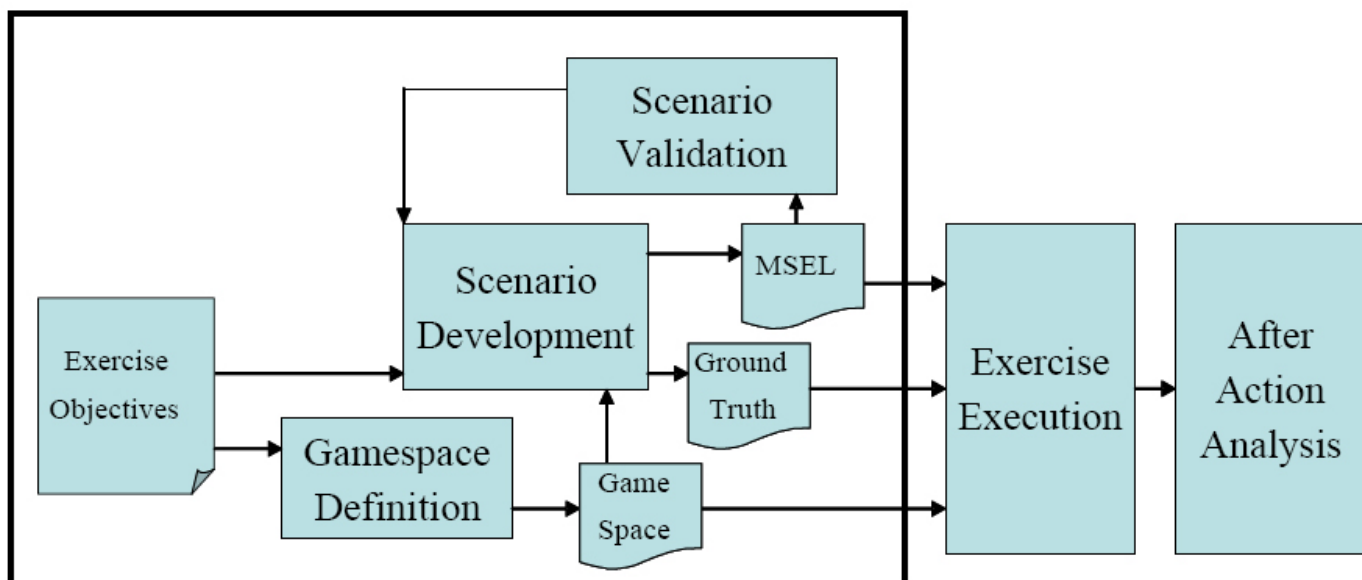 Scenario
Validation
Scenario
Development
MSEL
Exercise
Objectives
Ground
Truth
Gamespace
Definition
Game
Space
Exercise
Execution
After
Action
Analysis